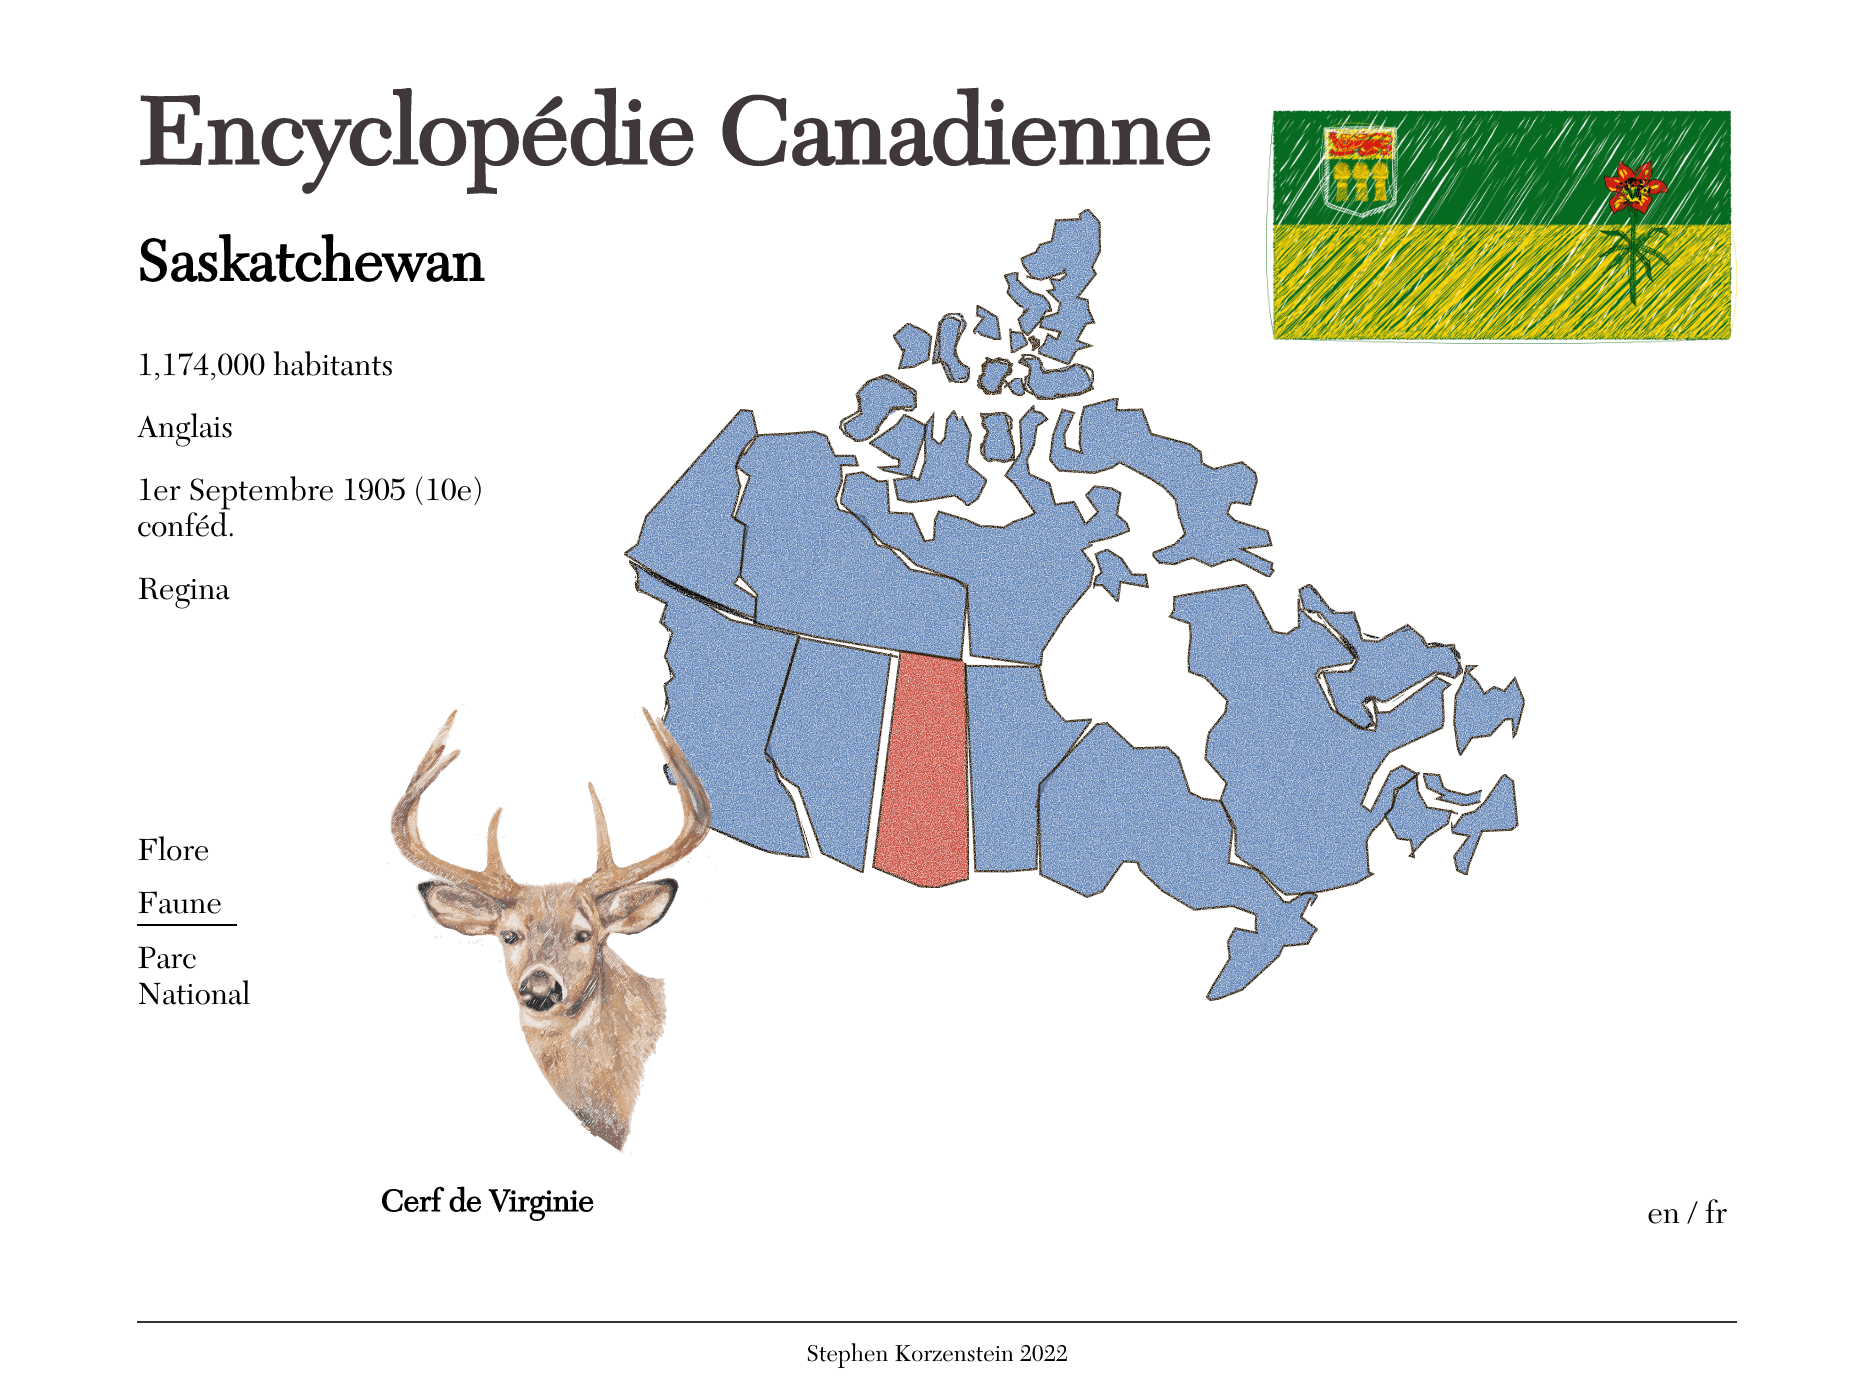 Encyclopédie Canadienne
Saskatchewan
1,174,000 habitants
Anglais
1er Septembre 1905 (10e)
conféd.
Regina
Flore
Faune
Parc
National
Cerf de Virginie
en / fr
Stephen Korzenstein 2022